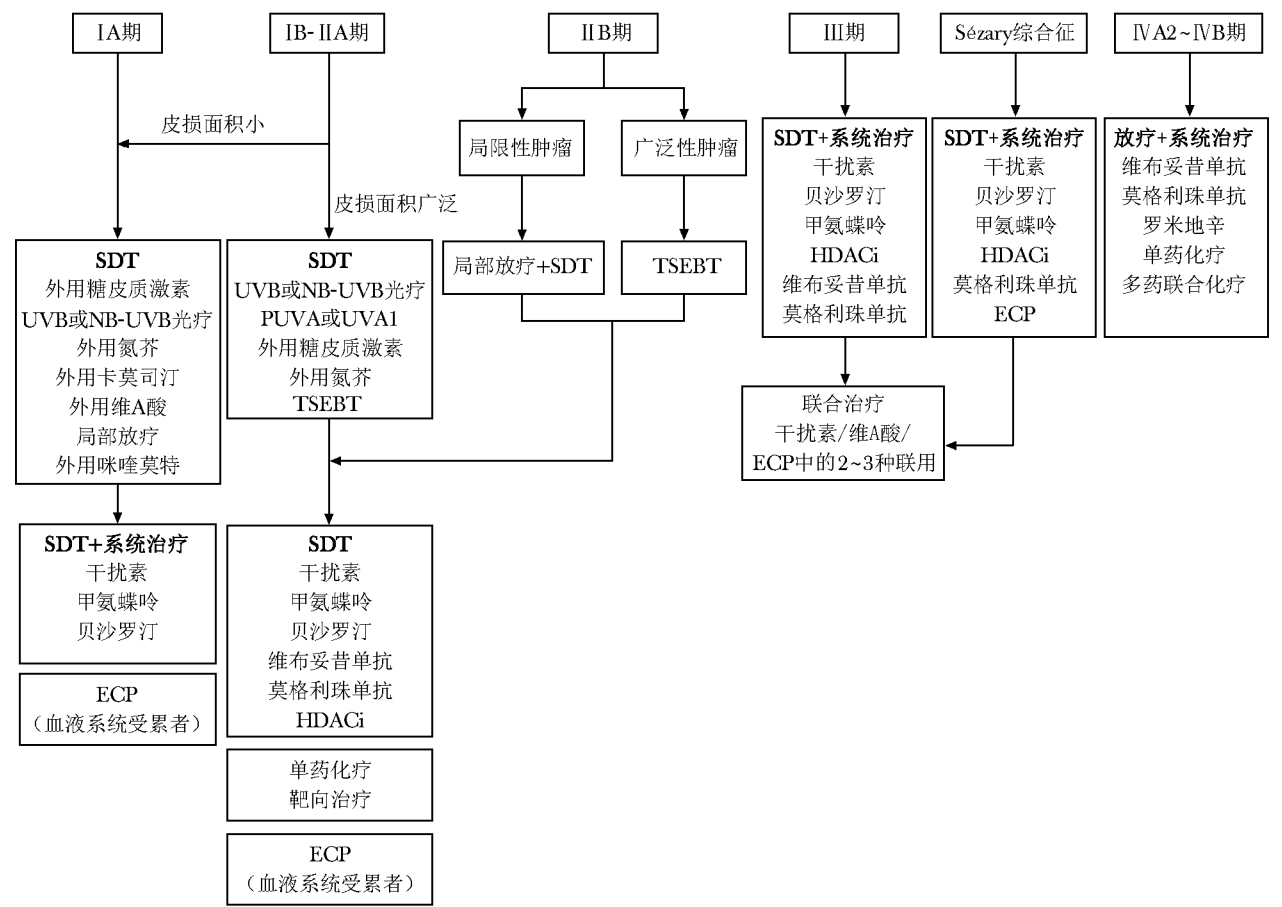 ⅠA期
ⅠB-ⅡA期
ⅡB期
Ⅲ期
Sézary综合征
ⅣA2~ⅣB期
皮损面积小
皮损面积广泛
局限性肿瘤
广泛性肿瘤
局部放疗+SDT
TSEBT
SDT
外用糖皮质激素
UVB或NB-UVB光疗
外用氮芥
外用卡莫司汀
外用维A酸
局部放疗
外用咪喹莫特
SDT
UVB或NB-UVB光疗
PUVA或UVA1
外用糖皮质激素
外用氮芥
TSEBT
SDT+系统治疗
干扰素
贝沙罗汀
甲氨蝶呤
HDACi
维布妥昔单抗
莫格利珠单抗
SDT+系统治疗
干扰素
贝沙罗汀
甲氨蝶呤
HDACi
莫格利珠单抗
ECP
放疗+系统治疗
维布妥昔单抗
莫格利珠单抗
罗米地辛
单药化疗
多药联合化疗
联合治疗
干扰素/维A酸/
ECP中的2~3种联用
SDT+系统治疗
干扰素
甲氨蝶呤
贝沙罗汀
ECP
（血液系统受累者）
SDT
干扰素
甲氨蝶呤
贝沙罗汀
维布妥昔单抗
莫格利珠单抗
HDACi
单药化疗
靶向治疗
ECP
（血液系统受累者）